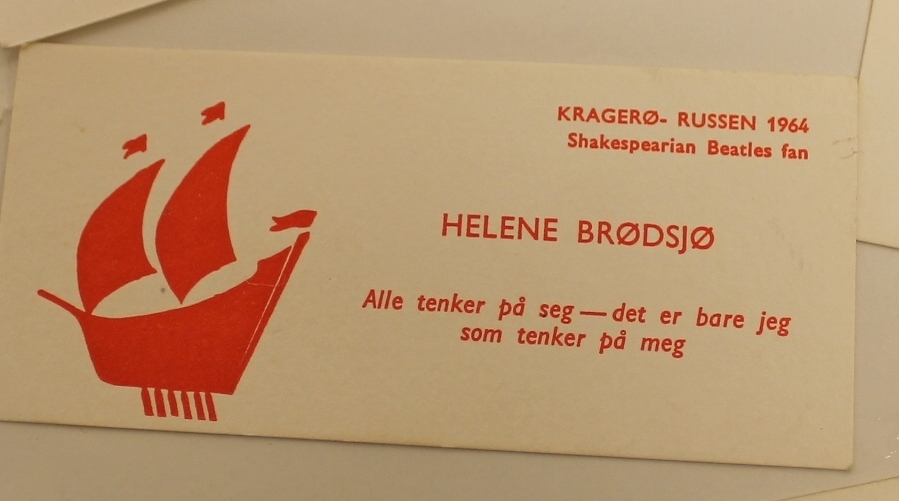 KRAGERØ- RUSSEN 1964
Shakespearian Beatles fan
HELENE BRØDSJØ
Alle tenker på seg — det er bare jeg
som tenker på meg